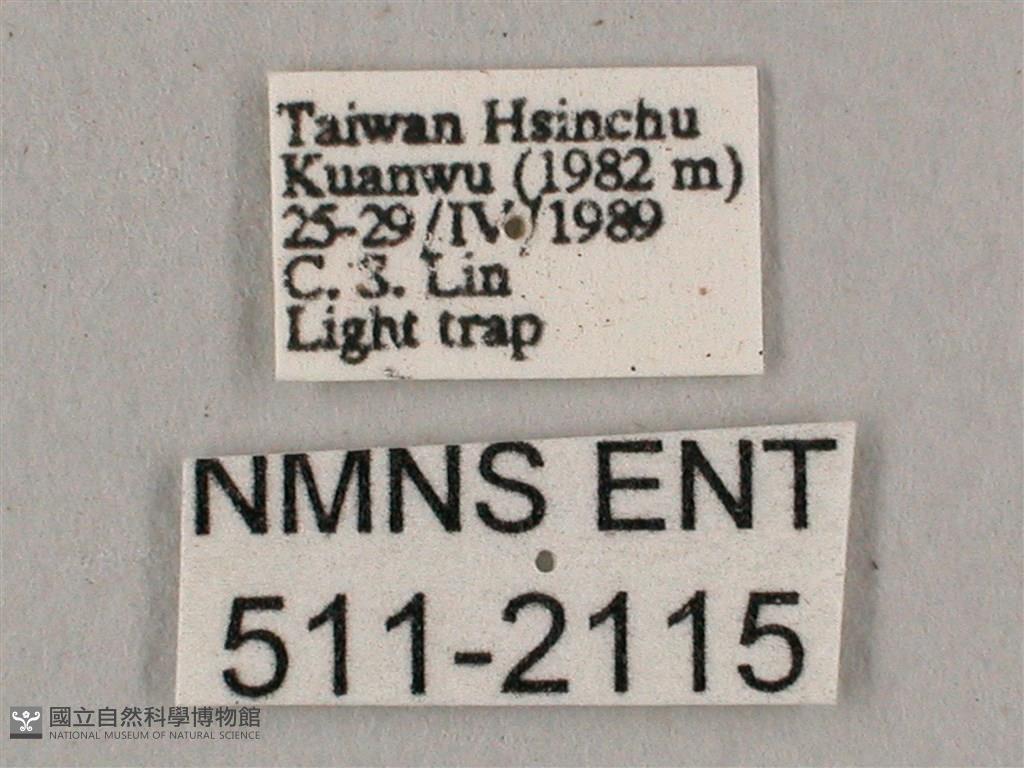 Taiwan Hsinchu
Kuanwu (1982 m)
25-29/IV/1989
C. S. Lin
Light trap
NMNS ENT
511-2115
國立自然科學博物館
NATIONAL MUSEUM OF NATURAL SCIENCE